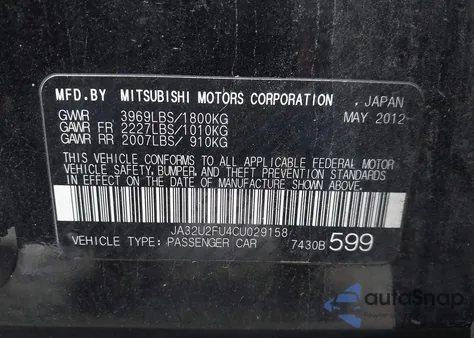 MFD.BY MITSUBISHI MOTORS CORPORATION , JAPAN
GVWR 3969LBS/1800KG MAY 2012
GAWR FR 2227LBS/1010KG
GAWR RR 2007LBS/ 910KG
THIS VEHICLE CONFORMS TO ALL APPLICABLE FEDERAL MOTOR
VEHICLE SAFETY, BUMPER, AND THEFT PREVENTION STANDARDS
IN EFFECT ON THE DATE OF MANUFACTURE SHOWN ABOVE.
JA32U2FU4CU029158
VEHICLE TYPE: PASSENGER CAR 7430B 599
autoSnap